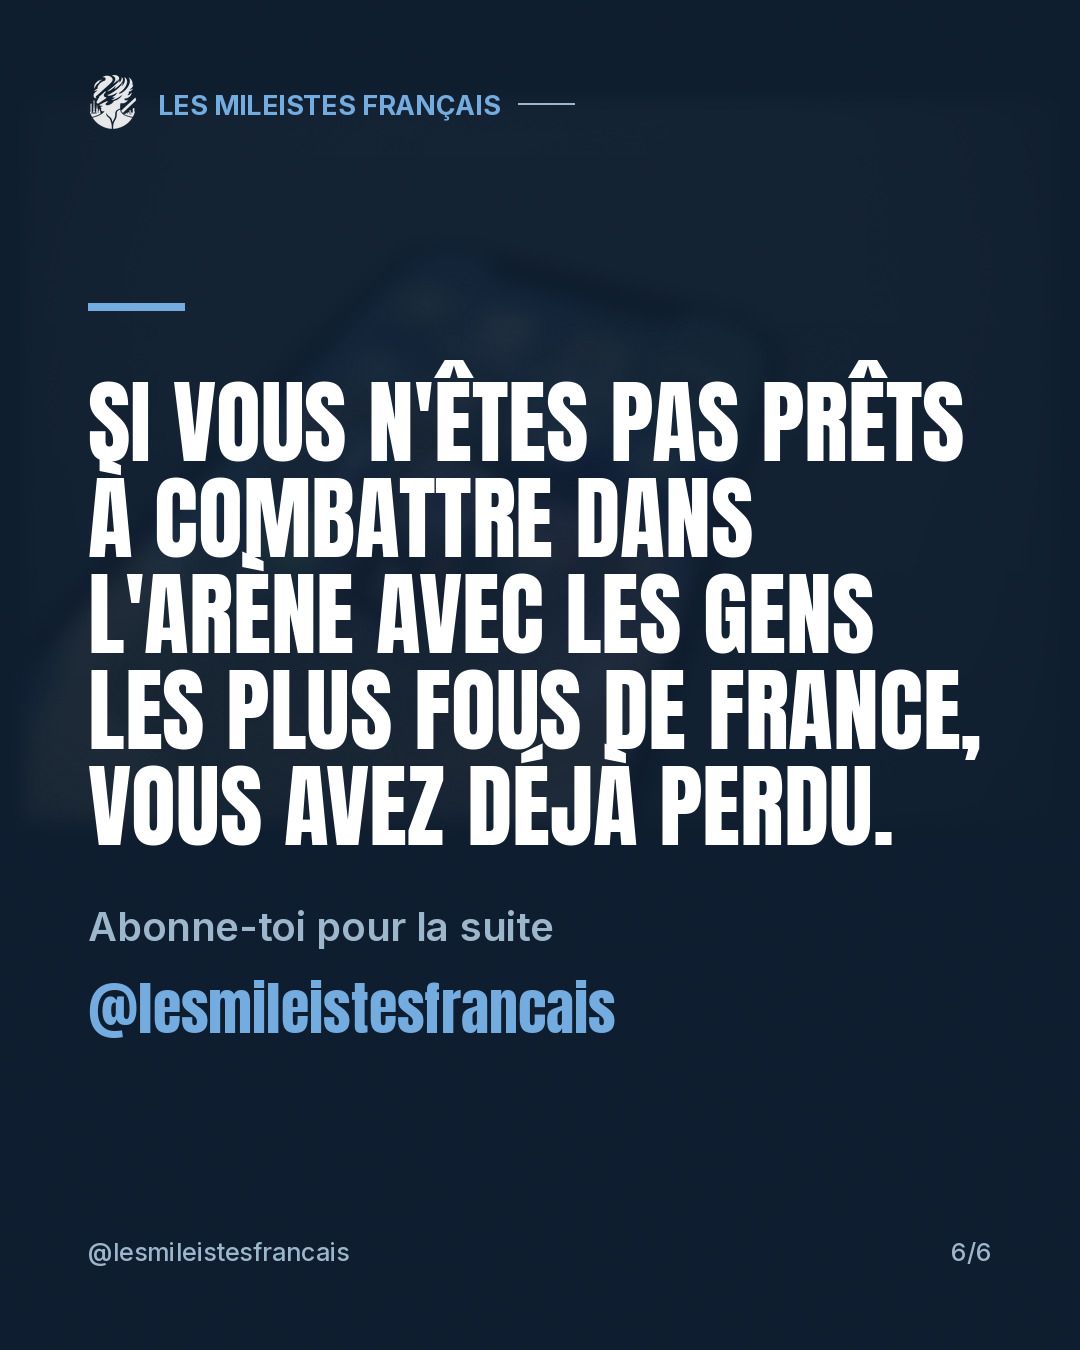 LES MILEISTES FRANÇAIS
SI VOUS N'ÊTES PAS PRÊTS
À COMBATTRE DANS
L'ARÈNE AVEC LES GENS
LES PLUS FOUS DE FRANCE,
VOUS AVEZ DÉJÀ PERDU.
Abonne-toi pour la suite
@lesmileistesfrancais
@lesmileistesfrancais
6/6